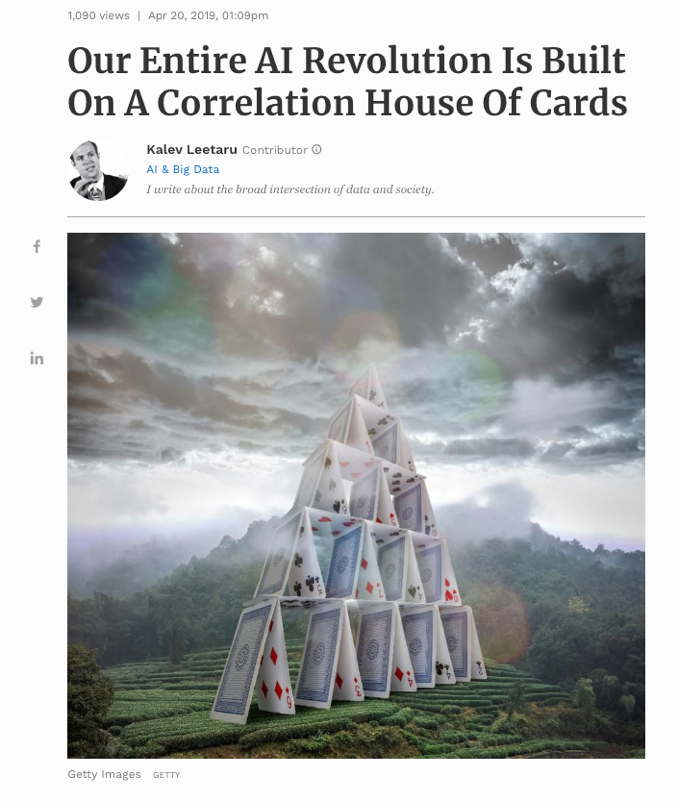 1,090 views | Apr 20, 2019, 01:09pm
Our Entire AI Revolution Is Built
On A Correlation House Of Cards
Kalev Leetaru Contributor
AI & Big Data
I write about the broad intersection of data and society.
Getty Images GETTY